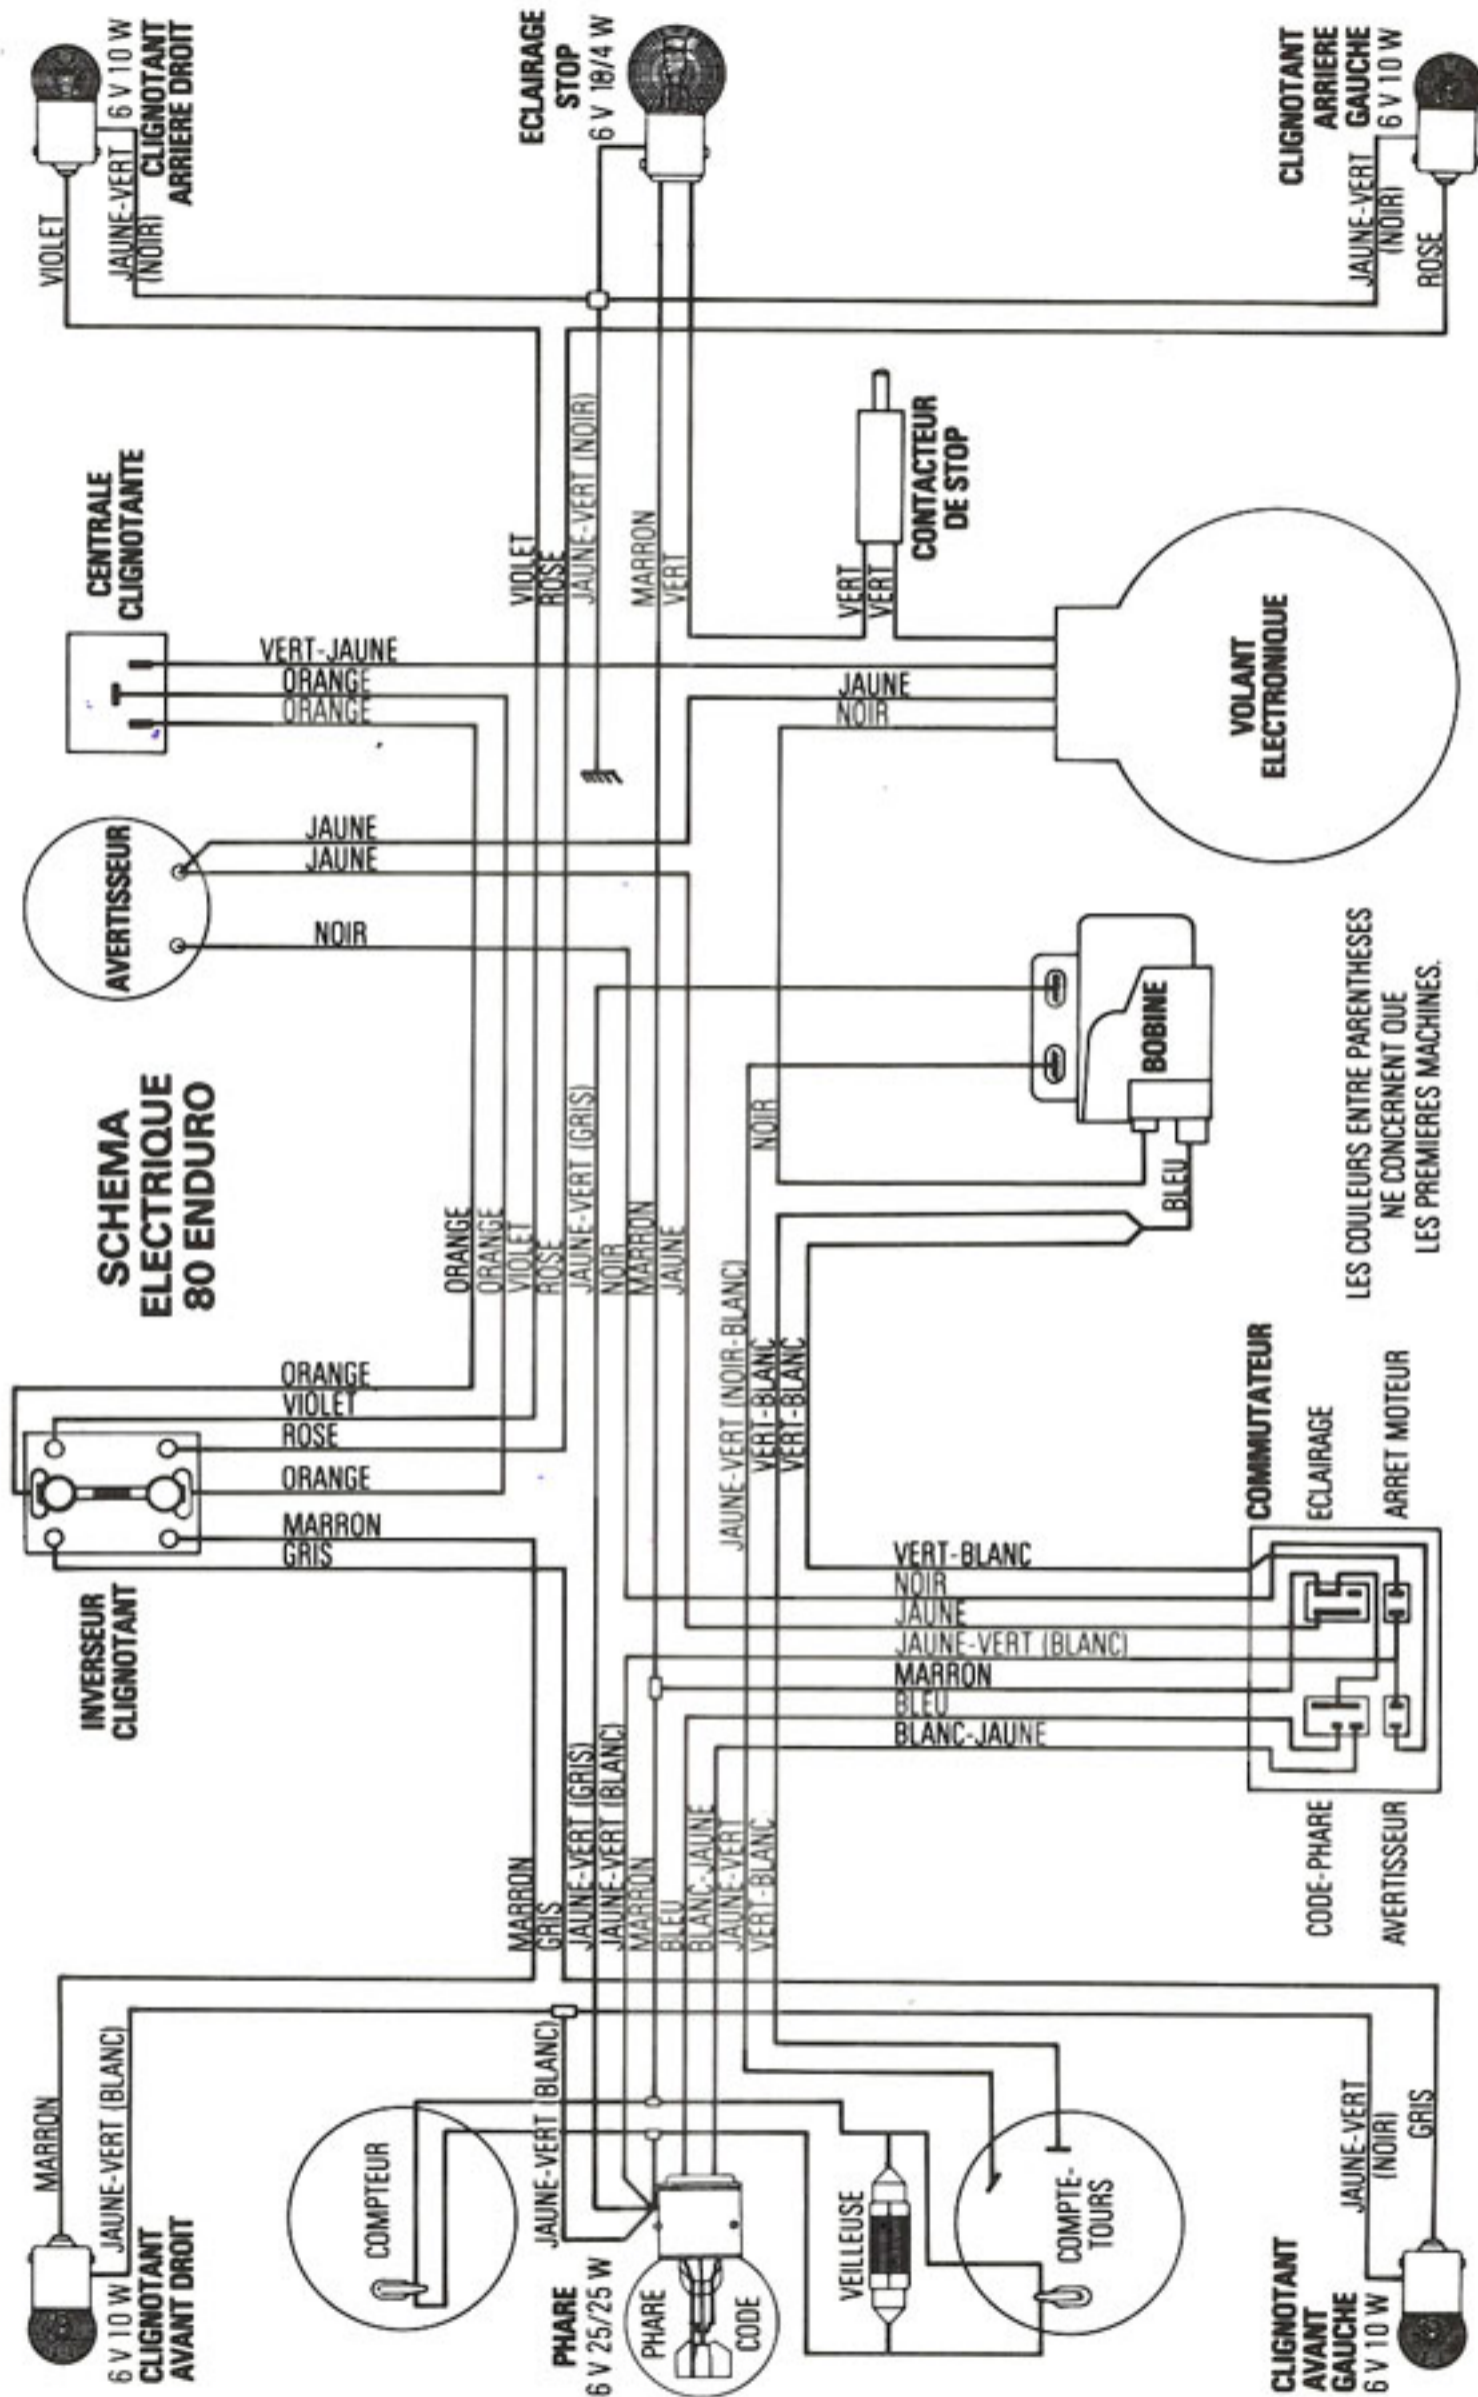 SCHEMA
ELECTRIQUE
80 ENDURO
CLIGNOTANT
AVANT DROIT
6 V 10 W
MARRON
JAUNE-VERT (BLANC)
INVERSEUR
CLIGNOTANT
ORANGE
VIOLET
ROSE
ORANGE
MARRON
GRIS
AVERTISSEUR
JAUNE
JAUNE
NOIR
CENTRALE
CLIGNOTANTE
VERT-JAUNE
ORANGE
ORANGE
6 V 10 W
CLIGNOTANT
ARRIERE DROIT
VIOLET
JAUNE-VERT
(NOIR)
COMPTEUR
JAUNE-VERT (BLANC)
MARRON
GRIS
JAUNE-VERT (GRIS)
JAUNE-VERT (BLANC)
MARRON
BLEU
BLANC-JAUNE
JAUNE-VERT
VERT-BLANC
ORANGE
ORANGE
VIOLET
ROSE
JAUNE-VERT (GRIS)
NOIR
MARRON
JAUNE
JAUNE-VERT (NOIR-BLANC)
VERT-BLANC
VERT-BLANC
NOIR
VIOLET
ROSE
JAUNE-VERT (NOIR)
MARRON
VERT
ECLAIRAGE
STOP
6 V 18/4 W
PHARE
6 V 25/25 W
PHARE
CODE
VEILLEUSE
COMPTE-
TOURS
VERT-BLANC
NOIR
JAUNE
JAUNE-VERT (BLANC)
MARRON
BLEU
BLANC-JAUNE
BOBINE
BLEU
JAUNE
NOIR
VERT
VERT
CONTACTEUR
DE STOP
VOLANT
ELECTRONIQUE
COMMUTATEUR
CODE-PHARE
ECLAIRAGE
AVERTISSEUR
ARRET MOTEUR
LES COULEURS ENTRE PARENTHESES
NE CONCERNENT QUE
LES PREMIERES MACHINES.
CLIGNOTANT
AVANT
GAUCHE
6 V 10 W
JAUNE-VERT
(NOIR)
GRIS
CLIGNOTANT
ARRIERE
GAUCHE
6 V 10 W
JAUNE-VERT
(NOIR)
ROSE